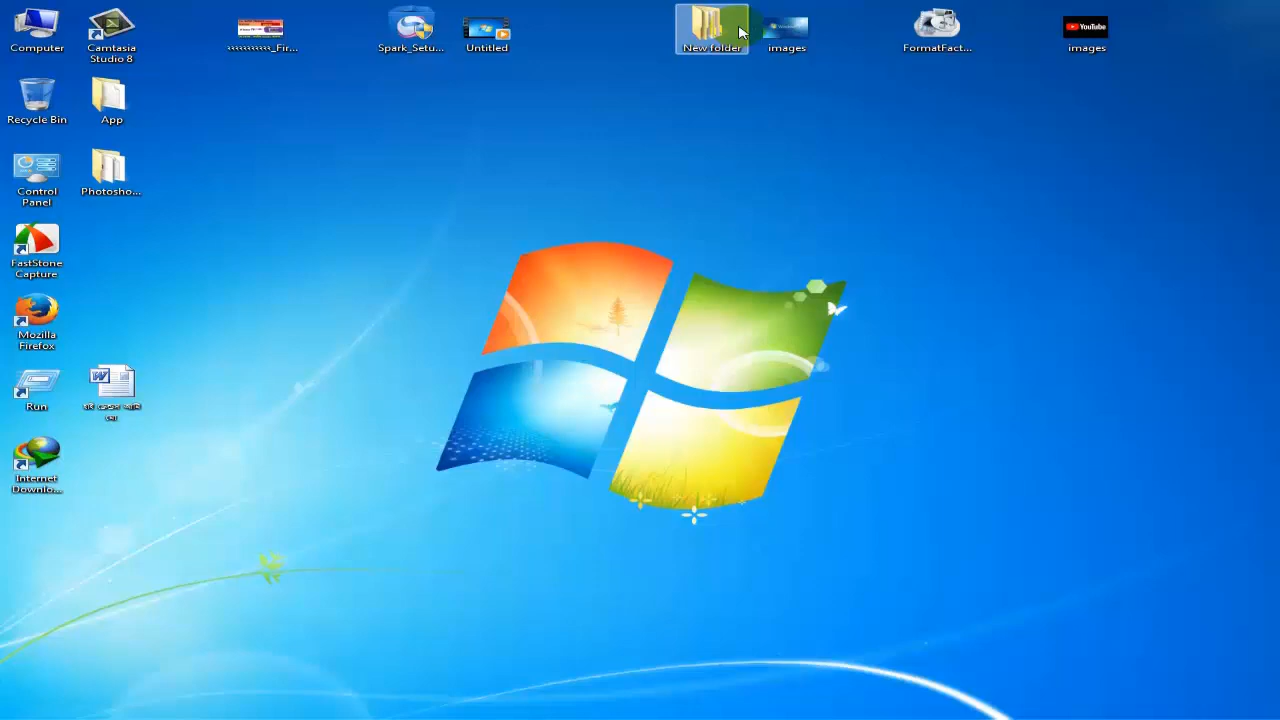 Computer
Camtasia
Studio 8
Spark_Setu...
Untitled
New folder
images
FormatFact...
YouTube
images
Recycle Bin
App
Control
Panel
Photosho...
FastStone
Capture
Mozilla
Firefox
Run
Internet
Downlo...